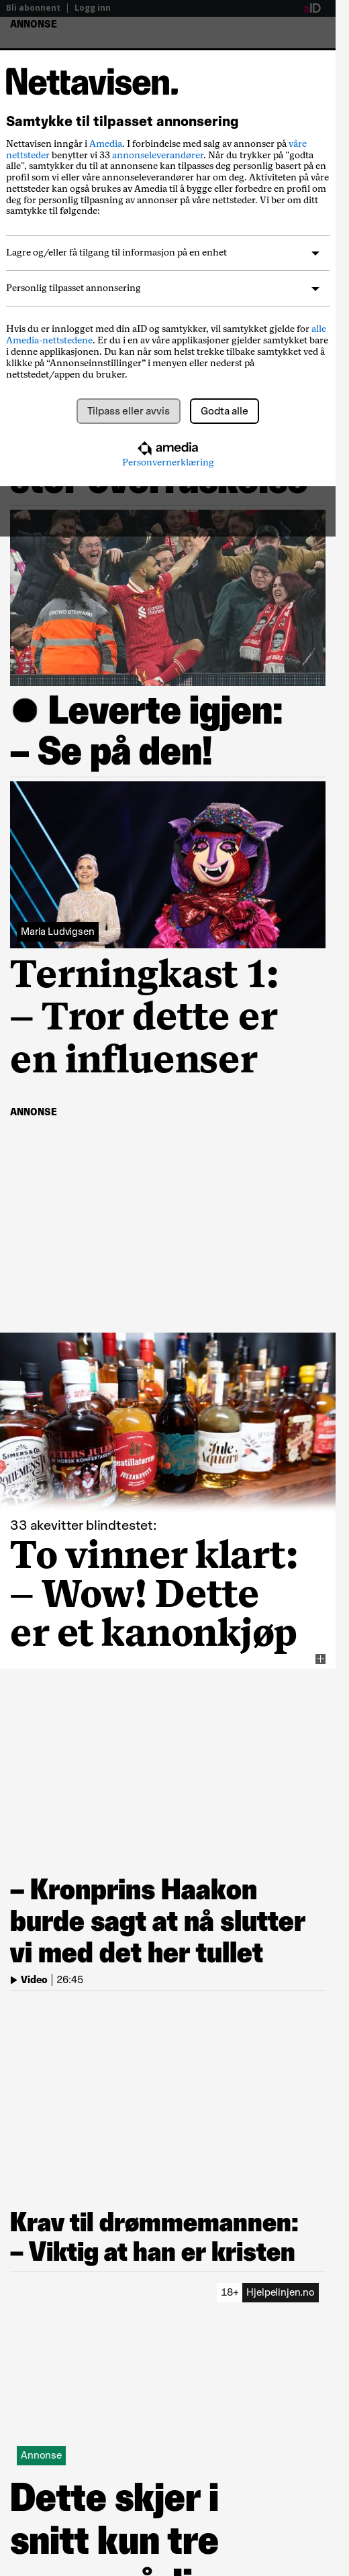 Bli abonnent | Logg inn
aID
ANNONSE
Nettavisen.
Samtykke til tilpasset annonsering
Nettavisen inngår i Amedia. I forbindelse med salg av annonser på våre
nettsteder benytter vi 33 annonseleverandører. Når du trykker på "godta
alle", samtykker du til at annonsene kan tilpasses deg personlig basert på en
profil som vi eller våre annonseleverandører har om deg. Aktiviteten på våre
nettsteder kan også brukes av Amedia til å bygge eller forbedre en profil om
deg for personlig tilpasning av annonser på våre nettsteder. Vi ber om ditt
samtykke til følgende:
Lagre og/eller få tilgang til informasjon på en enhet
Personlig tilpasset annonsering
Hvis du er innlogget med din aID og samtykker, vil samtykket gjelde for alle
Amedia-nettstedene. Er du i en av våre applikasjoner gjelder samtykket bare
i denne applikasjonen. Du kan når som helst trekke tilbake samtykket ved å
klikke på “Annonseinnstillinger” i menyen eller nederst på
nettstedet/appen du bruker.
Tilpass eller avvis
Godta alle
amedia
Personvernerklæring
● Leverte igjen:
– Se på den!
Maria Ludvigsen
Terningkast 1:
– Tror dette er
en influenser
ANNONSE
33 akevitter blindtestet:
To vinner klart:
– Wow! Dette
er et kanonkjøp
– Kronprins Haakon
burde sagt at nå slutter
vi med det her tullet
Video | 26:45
Krav til drømmemannen:
– Viktig at han er kristen
18+ Hjelpelinjen.no
Annonse
Dette skjer i
snitt kun tre